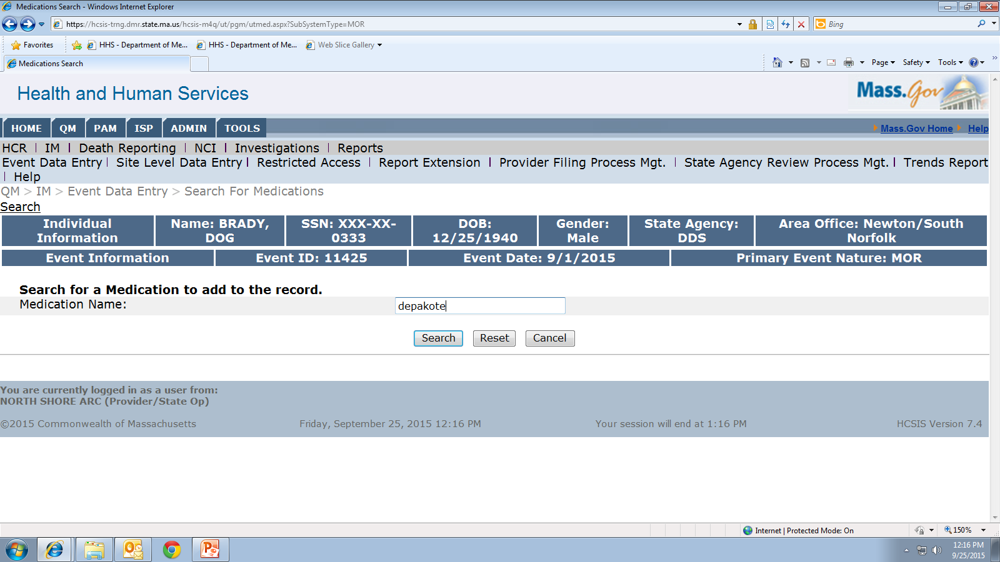 Medications Search - Windows Internet Explorer
https://hcsis-trng.dmr.state.ma.us/hcsis-m4q/ut/pgm/utmed.aspx?SubSystemType=MOR
Bing
Favorites
HHS - Department of Me...
HHS - Department of Me...
Web Slice Gallery
Medications Search
Page
Safety
Tools
Health and Human Services
Mass.Gov
HOME QM PAM ISP ADMIN TOOLS
Mass.Gov Home Help
HCR | IM | Death Reporting | NCI | Investigations | Reports
Event Data Entry | Site Level Data Entry | Restricted Access | Report Extension | Provider Filing Process Mgt. | State Agency Review Process Mgt. | Trends Report
| Help
QM > IM > Event Data Entry > Search For Medications
Search
Individual Information
Name: BRADY, DOG
SSN: XXX-XX-0333
DOB: 12/25/1940
Gender: Male
State Agency: DDS
Area Office: Newton/South Norfolk
Event Information
Event ID: 11425
Event Date: 9/1/2015
Primary Event Nature: MOR
Search for a Medication to add to the record.
Medication Name: depakote
Search Reset Cancel
You are currently logged in as a user from:
NORTH SHORE ARC (Provider/State Op)
©2015 Commonwealth of Massachusetts
Friday, September 25, 2015 12:16 PM
Your session will end at 1:16 PM
HCSIS Version 7.4
Internet | Protected Mode: On
150%
12:16 PM
9/25/2015